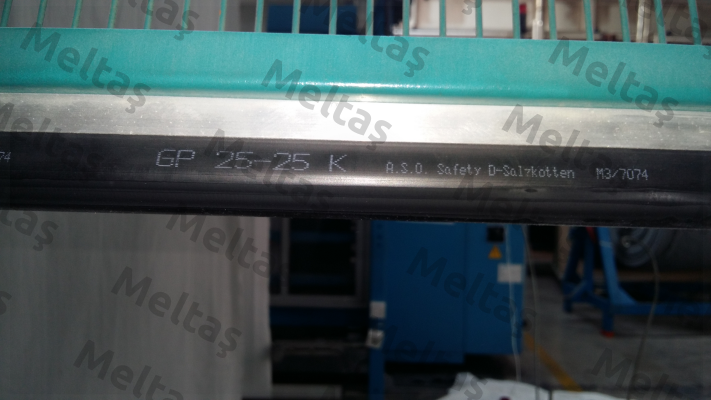 74 GP 25-25 K A.S.O. Safety D-Salzkotten M3/7074
Meltaş